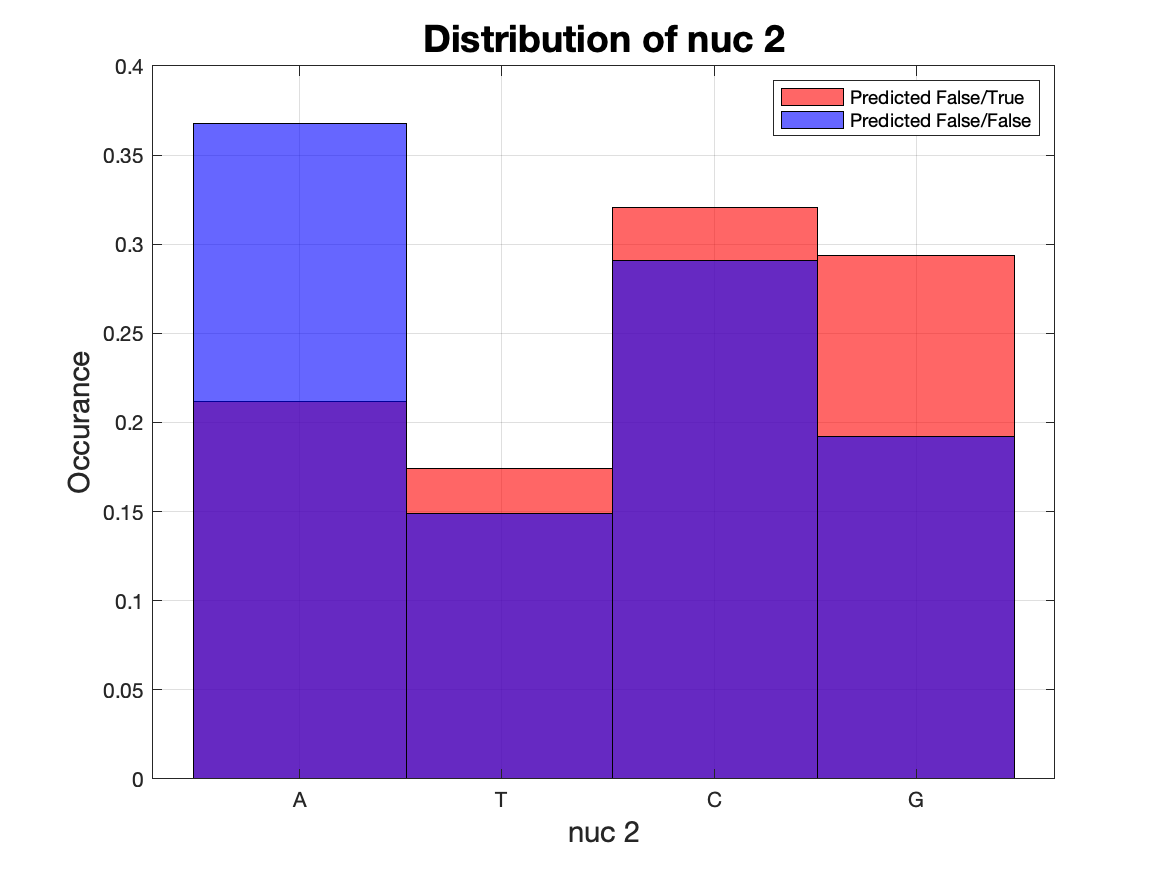 Distribution of nuc 2
Predicted False/True
Predicted False/False
0.4
0.35
0.3
0.25
0.2
0.15
0.1
0.05
0
Occurance
A T C G
nuc 2